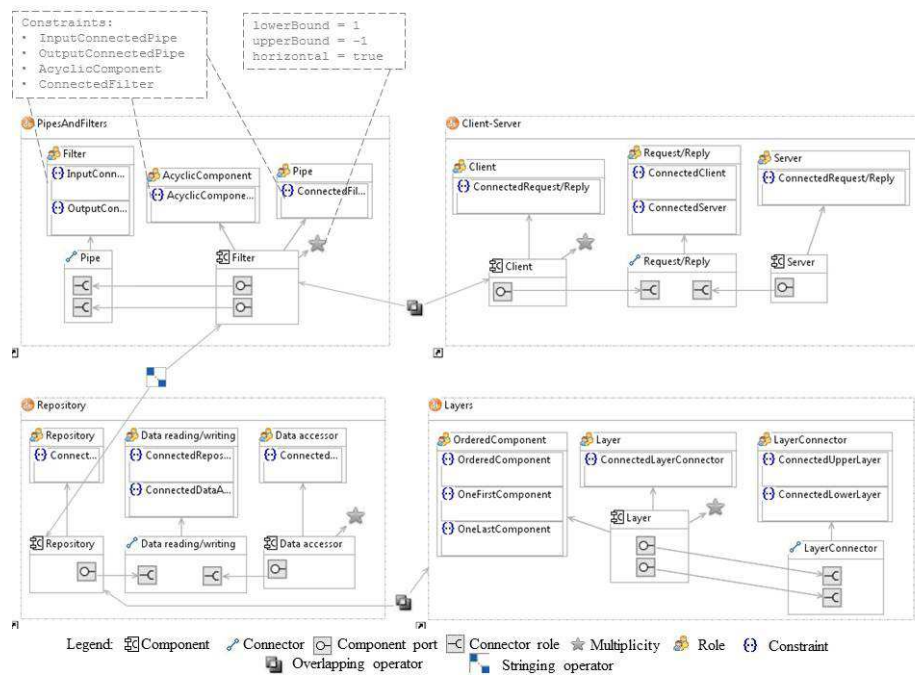 Constraints:
• InputConnectedPipe
• OutputConnectedPipe
• AcyclicComponent
• ConnectedFilter
lowerBound = 1
upperBound = -1
horizontal = true
PipesAndFilters
Filter
InputConn...
OutputCon...
AcyclicComponent
AcyclicCompone...
Pipe
ConnectedFil...
Pipe
Filter
Client-Server
Client
ConnectedRequest/Reply
Request/Reply
ConnectedClient
ConnectedServer
Server
ConnectedRequest/Reply
Client
Request/Reply
Server
Repository
Repository
Connect...
Data reading/writing
ConnectedRepos...
ConnectedDataA...
Data accessor
Connected...
Repository
Data reading/writing
Data accessor
Layers
OrderedComponent
OrderedComponent
OneFirstComponent
OneLastComponent
Layer
ConnectedLayerConnector
LayerConnector
ConnectedUpperLayer
ConnectedLowerLayer
Layer
LayerConnector
Legend: Component Connector Component port Connector role Multiplicity Role Constraint
Overlapping operator Stringing operator